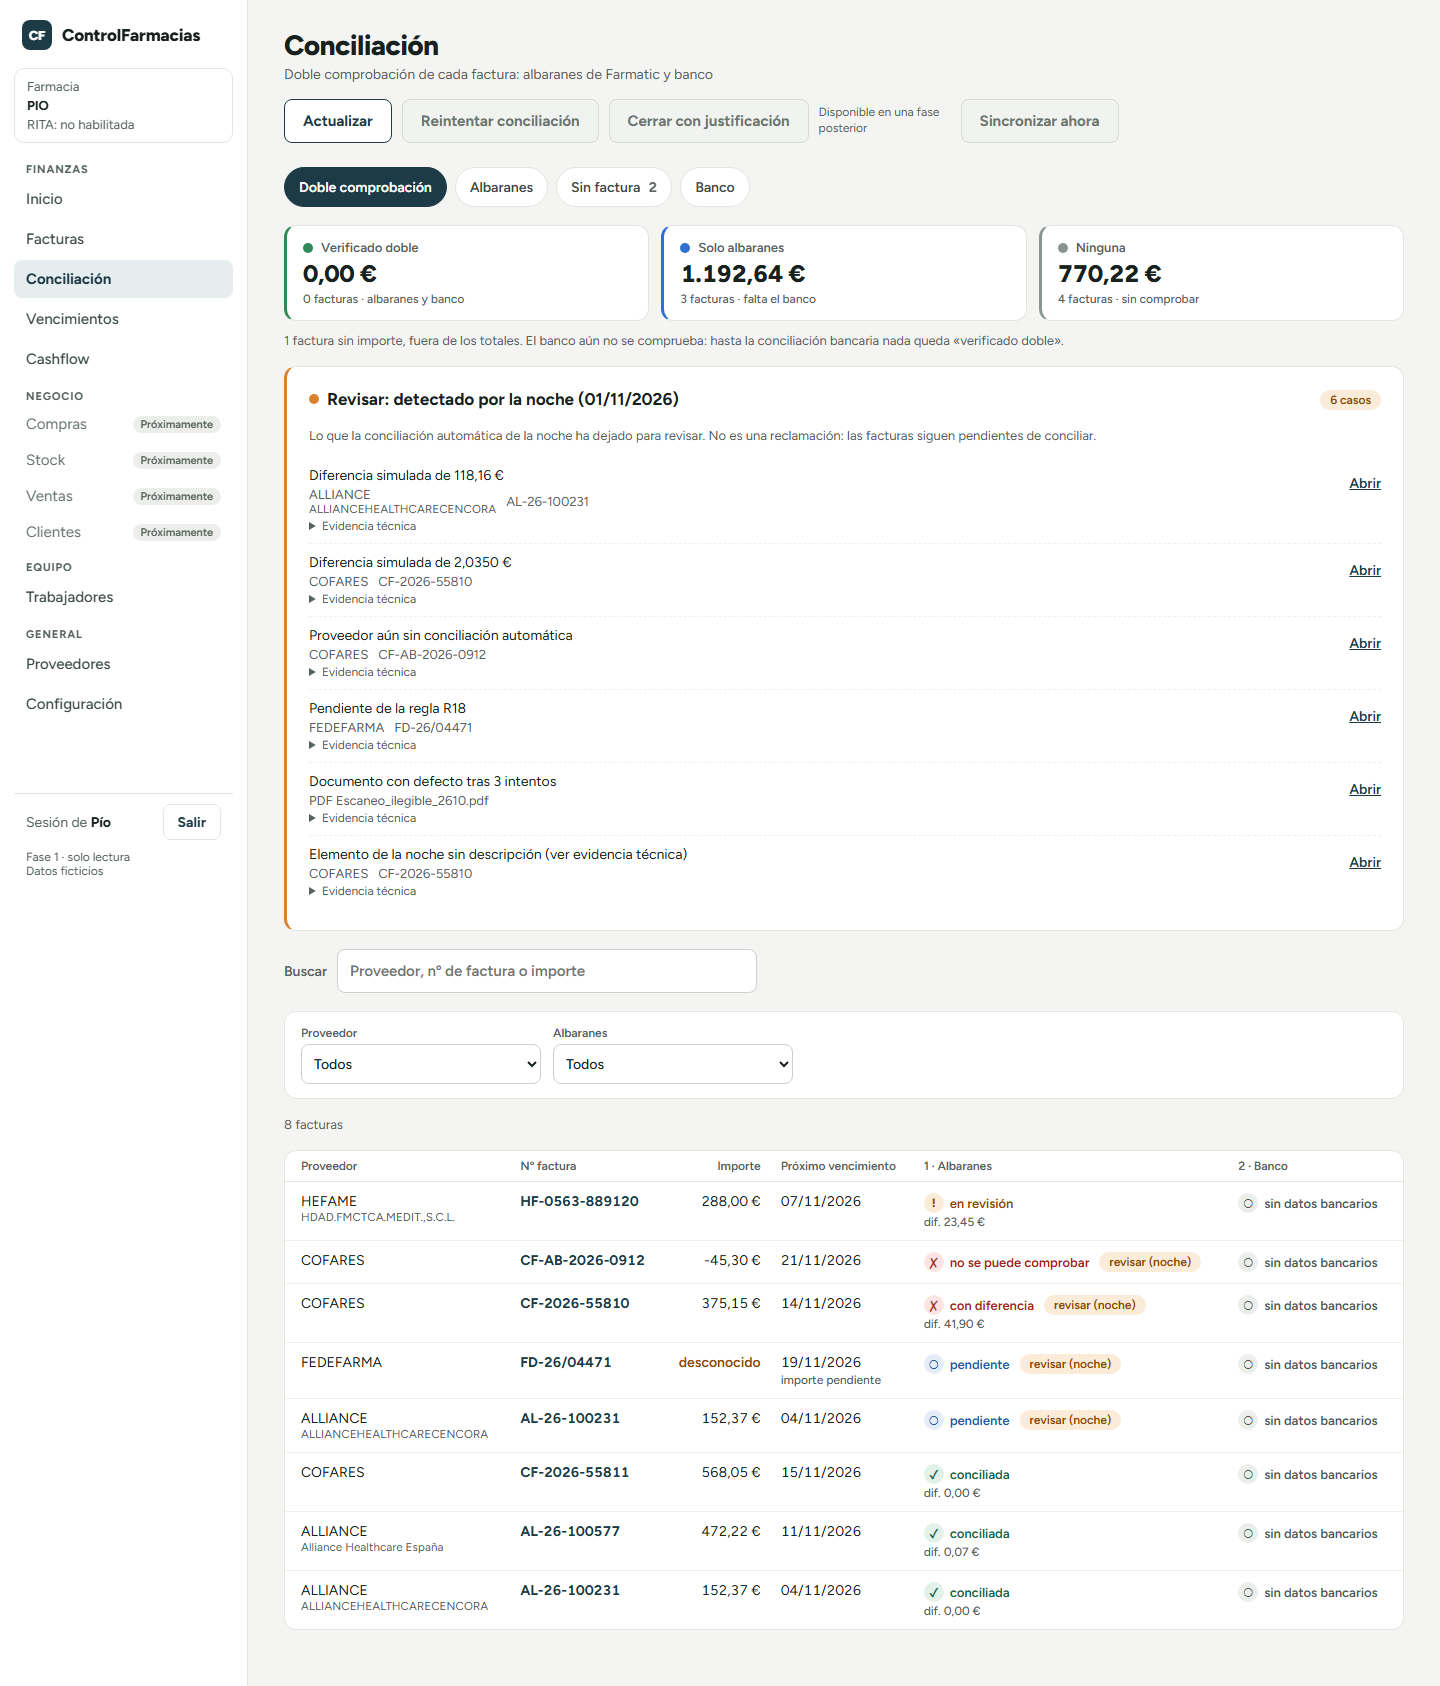 CF ControlFarmacias
Farmacia
PIO
RITA: no habilitada
FINANZAS
Inicio
Facturas
Conciliación
Vencimientos
Cashflow
NEGOCIO
Compras Próximamente
Stock Próximamente
Ventas Próximamente
Clientes Próximamente
EQUIPO
Trabajadores
GENERAL
Proveedores
Configuración
Sesión de Pío Salir
Fase 1 · solo lectura
Datos ficticios
Conciliación
Doble comprobación de cada factura: albaranes de Farmatic y banco
Actualizar Reintentar conciliación Cerrar con justificación
Disponible en una fase
posterior
Sincronizar ahora
Doble comprobación Albaranes Sin factura 2 Banco
Verificado doble
0,00 €
0 facturas · albaranes y banco
Solo albaranes
1.192,64 €
3 facturas · falta el banco
Ninguna
770,22 €
4 facturas · sin comprobar
1 factura sin importe, fuera de los totales. El banco aún no se comprueba: hasta la conciliación bancaria nada queda «verificado doble».
Revisar: detectado por la noche (01/11/2026) 6 casos
Lo que la conciliación automática de la noche ha dejado para revisar. No es una reclamación: las facturas siguen pendientes de conciliar.
Diferencia simulada de 118,16 € Abrir
ALLIANCE
ALLIANCEHEALTHCARECENCORA AL-26-100231
▶ Evidencia técnica
Diferencia simulada de 2,0350 € Abrir
COFARES CF-2026-55810
▶ Evidencia técnica
Proveedor aún sin conciliación automática Abrir
COFARES CF-AB-2026-0912
▶ Evidencia técnica
Pendiente de la regla R18 Abrir
FEDEFARMA FD-26/04471
▶ Evidencia técnica
Documento con defecto tras 3 intentos Abrir
PDF Escaneo_ilegible_2610.pdf
▶ Evidencia técnica
Elemento de la noche sin descripción (ver evidencia técnica) Abrir
COFARES CF-2026-55810
▶ Evidencia técnica
Buscar Proveedor, nº de factura o importe
Proveedor Albaranes
Todos Todos
8 facturas
Proveedor Nº factura Importe Próximo vencimiento 1 · Albaranes 2 · Banco
HEFAME HF-0563-889120 288,00 € 07/11/2026 ! en revisión ○ sin datos bancarios
HDAD.FMCTCA.MEDIT.,S.C.L. dif. 23,45 €
COFARES CF-AB-2026-0912 -45,30 € 21/11/2026 ✗ no se puede comprobar revisar (noche) ○ sin datos bancarios
COFARES CF-2026-55810 375,15 € 14/11/2026 ✗ con diferencia revisar (noche) ○ sin datos bancarios
dif. 41,90 €
FEDEFARMA FD-26/04471 desconocido 19/11/2026 ○ pendiente revisar (noche) ○ sin datos bancarios
importe pendiente
ALLIANCE AL-26-100231 152,37 € 04/11/2026 ○ pendiente revisar (noche) ○ sin datos bancarios
ALLIANCEHEALTHCARECENCORA
COFARES CF-2026-55811 568,05 € 15/11/2026 ✓ conciliada ○ sin datos bancarios
dif. 0,00 €
ALLIANCE AL-26-100577 472,22 € 11/11/2026 ✓ conciliada ○ sin datos bancarios
Alliance Healthcare España dif. 0,07 €
ALLIANCE AL-26-100231 152,37 € 04/11/2026 ✓ conciliada ○ sin datos bancarios
ALLIANCEHEALTHCARECENCORA dif. 0,00 €